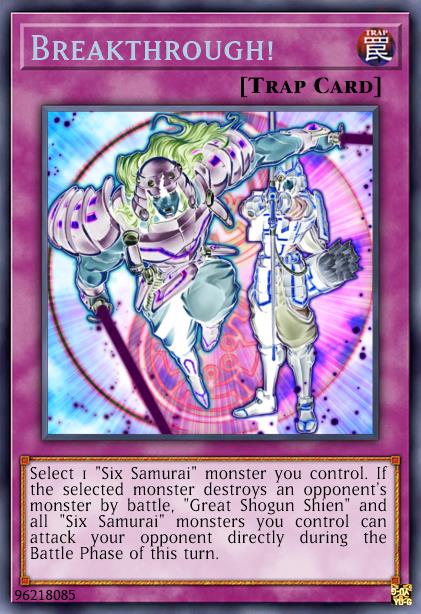 Breakthrough!
TRAP
罠
[Trap Card]
Select 1 "Six Samurai" monster you control. If
the selected monster destroys an opponent's
monster by battle, "Great Shogun Shien" and
all "Six Samurai" monsters you control can
attack your opponent directly during the
Battle Phase of this turn.
96218085